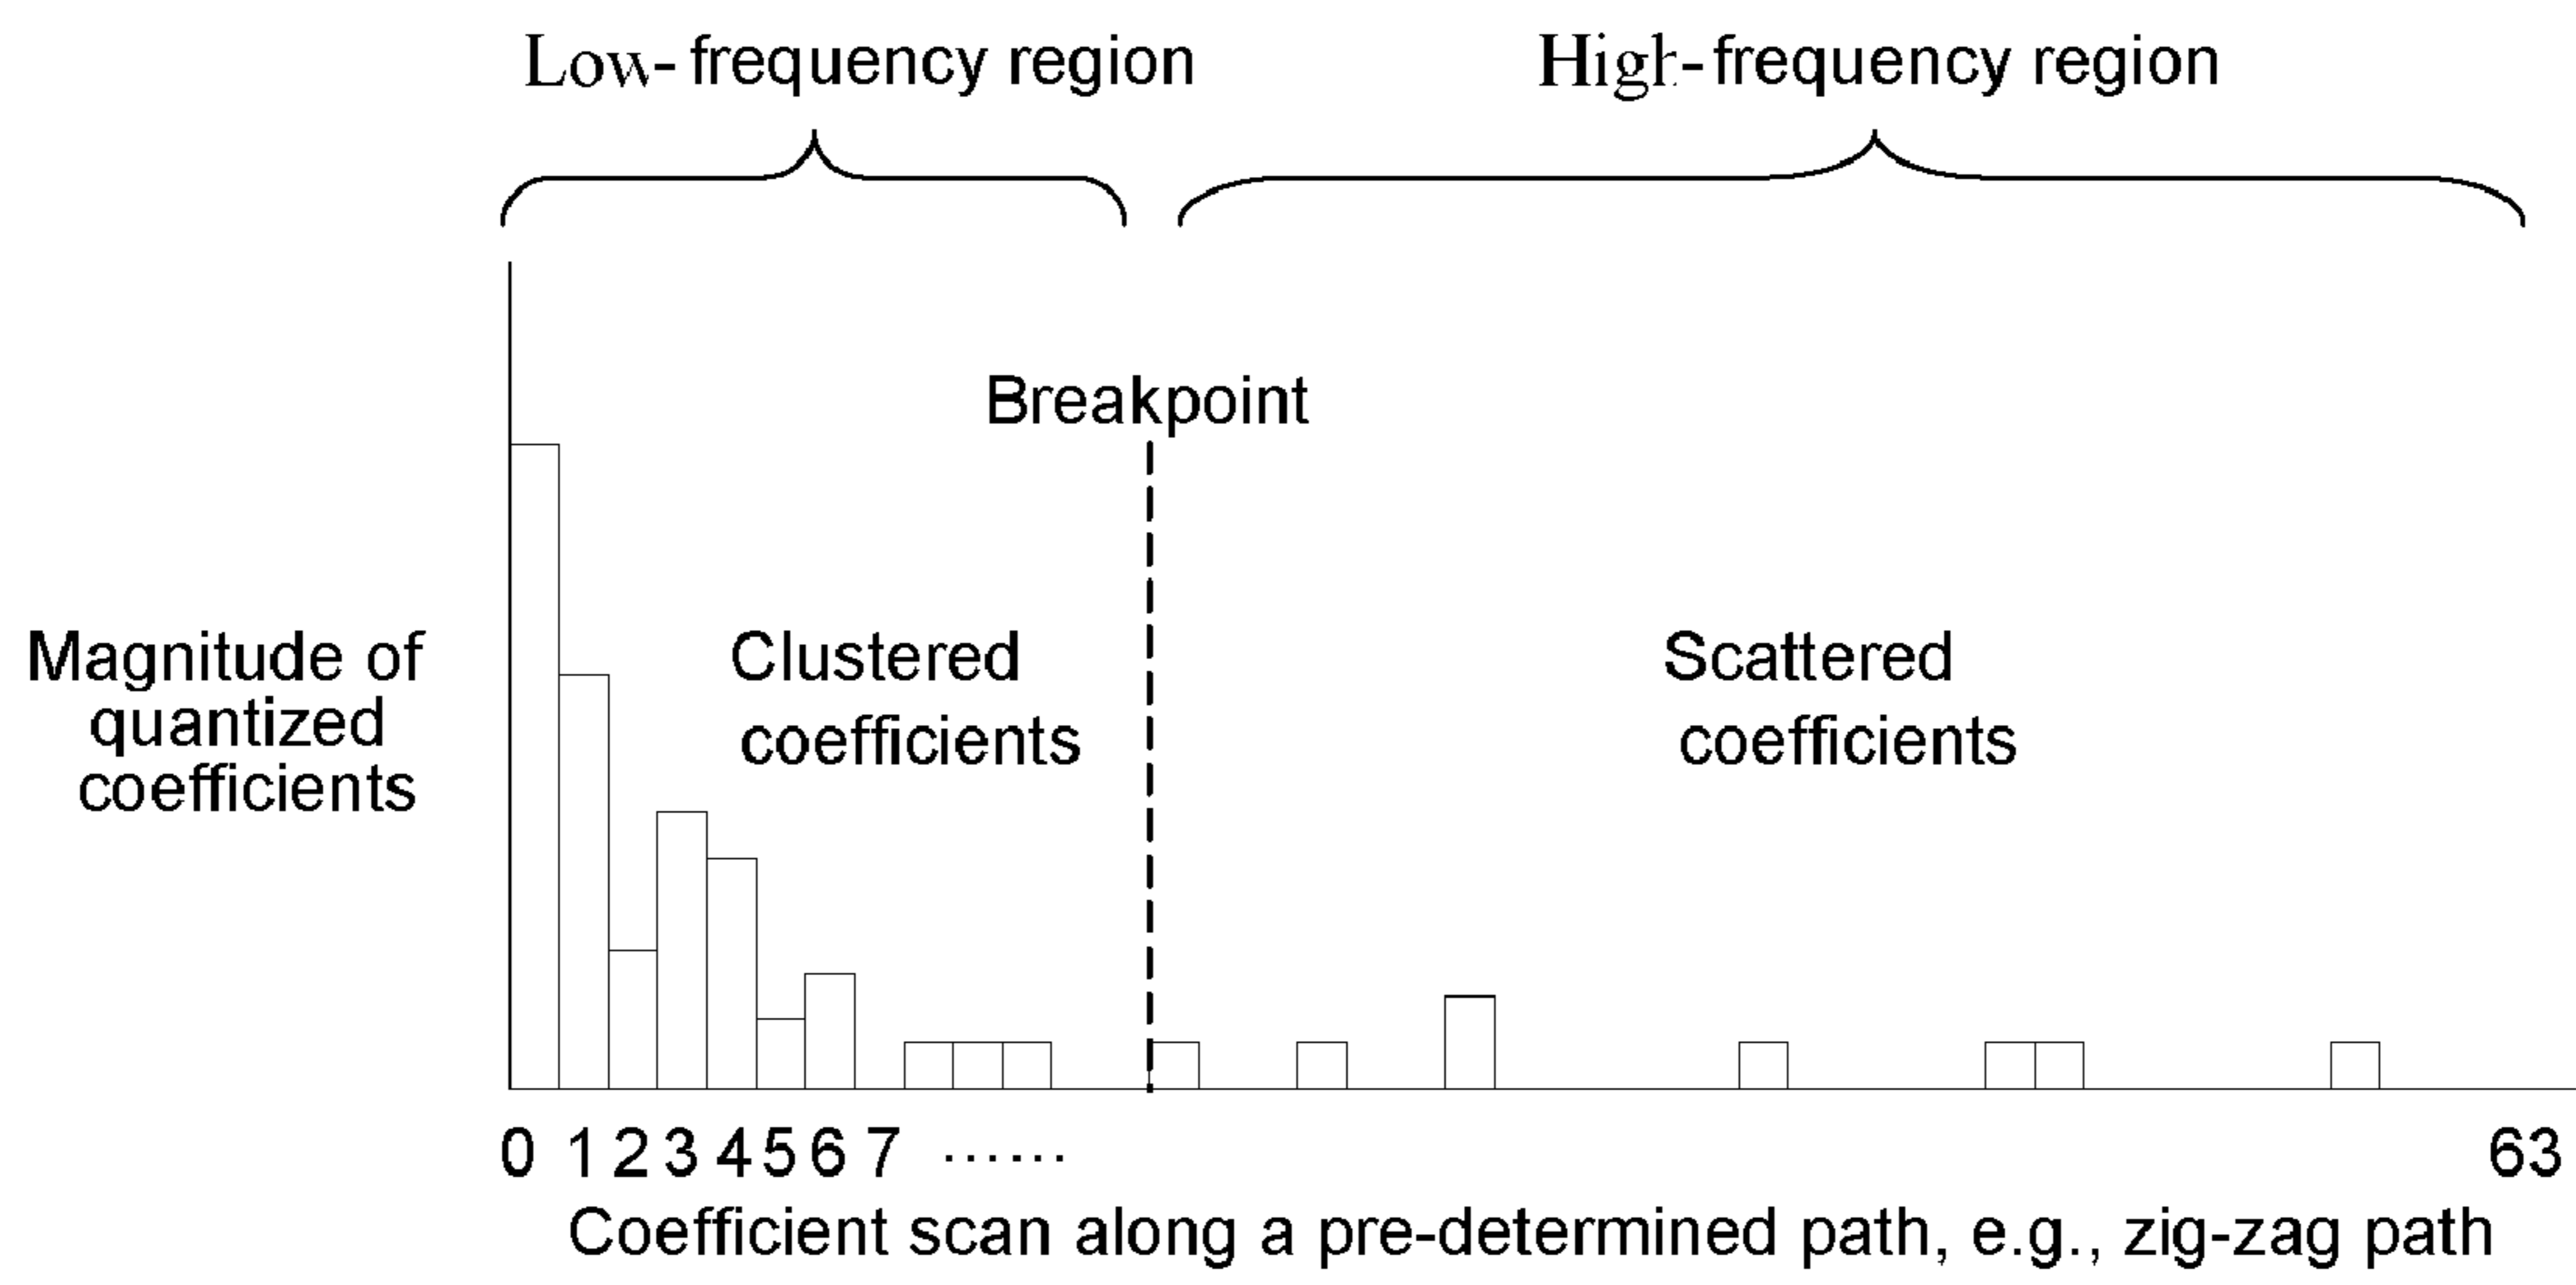 Low- frequency region
High- frequency region
Breakpoint
Magnitude of
quantized
coefficients
Clustered
coefficients
Scattered
coefficients
0 1 2 3 4 5 6 7 ...... 63
Coefficient scan along a pre-determined path, e.g., zig-zag path